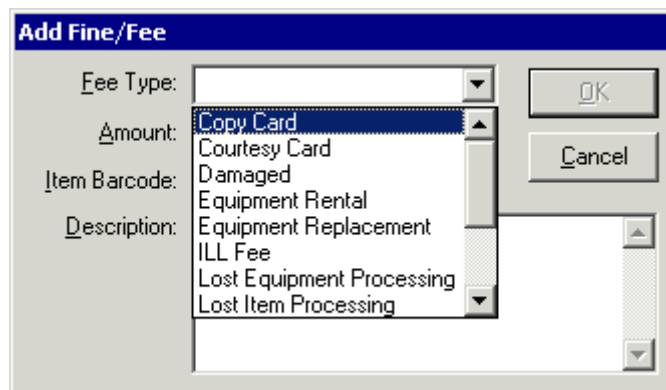 Add Fine/Fee
Fee Type:
OK
Copy Card
Amount:
Courtesy Card
Cancel
Damaged
Item Barcode:
Equipment Rental
Description:
Equipment Replacement
ILL Fee
Lost Equipment Processing
Lost Item Processing